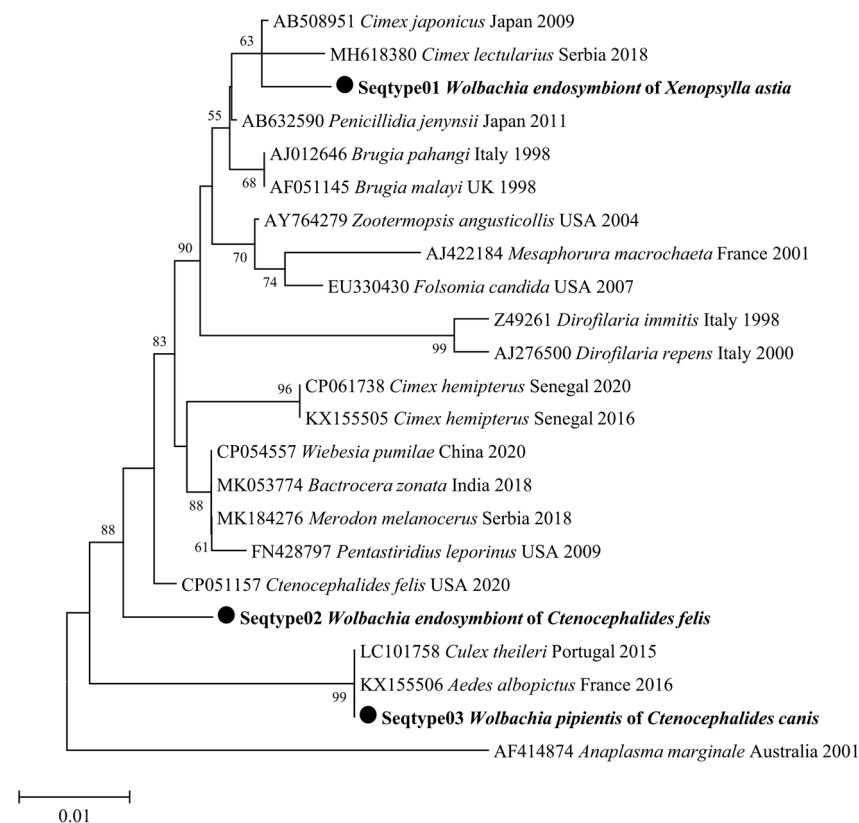 AB508951 Cimex japonicus Japan 2009
63
MH618380 Cimex lectularius Serbia 2018
Seqtype01 Wolbachia endosymbiont of Xenopsylla astia
55
AB632590 Penicillidia jenynsii Japan 2011
AJ012646 Brugia pahangi Italy 1998
68
AF051145 Brugia malayi UK 1998
AY764279 Zootermopsis angusticollis USA 2004
90
70
AJ422184 Mesaphorura macrochaeta France 2001
74
EU330430 Folsomia candida USA 2007
Z49261 Dirofilaria immitis Italy 1998
83
99
AJ276500 Dirofilaria repens Italy 2000
96
CP061738 Cimex hemipterus Senegal 2020
KX155505 Cimex hemipterus Senegal 2016
CP054557 Wiebesia pumilae China 2020
MK053774 Bactrocera zonata India 2018
88
MK184276 Merodon melanocerus Serbia 2018
61
FN428797 Pentastiridius leporinus USA 2009
88
CP051157 Ctenocephalides felis USA 2020
Seqtype02 Wolbachia endosymbiont of Ctenocephalides felis
LC101758 Culex theileri Portugal 2015
KX155506 Aedes albopictus France 2016
99
Seqtype03 Wolbachia pipientis of Ctenocephalides canis
AF414874 Anaplasma marginale Australia 2001
0.01